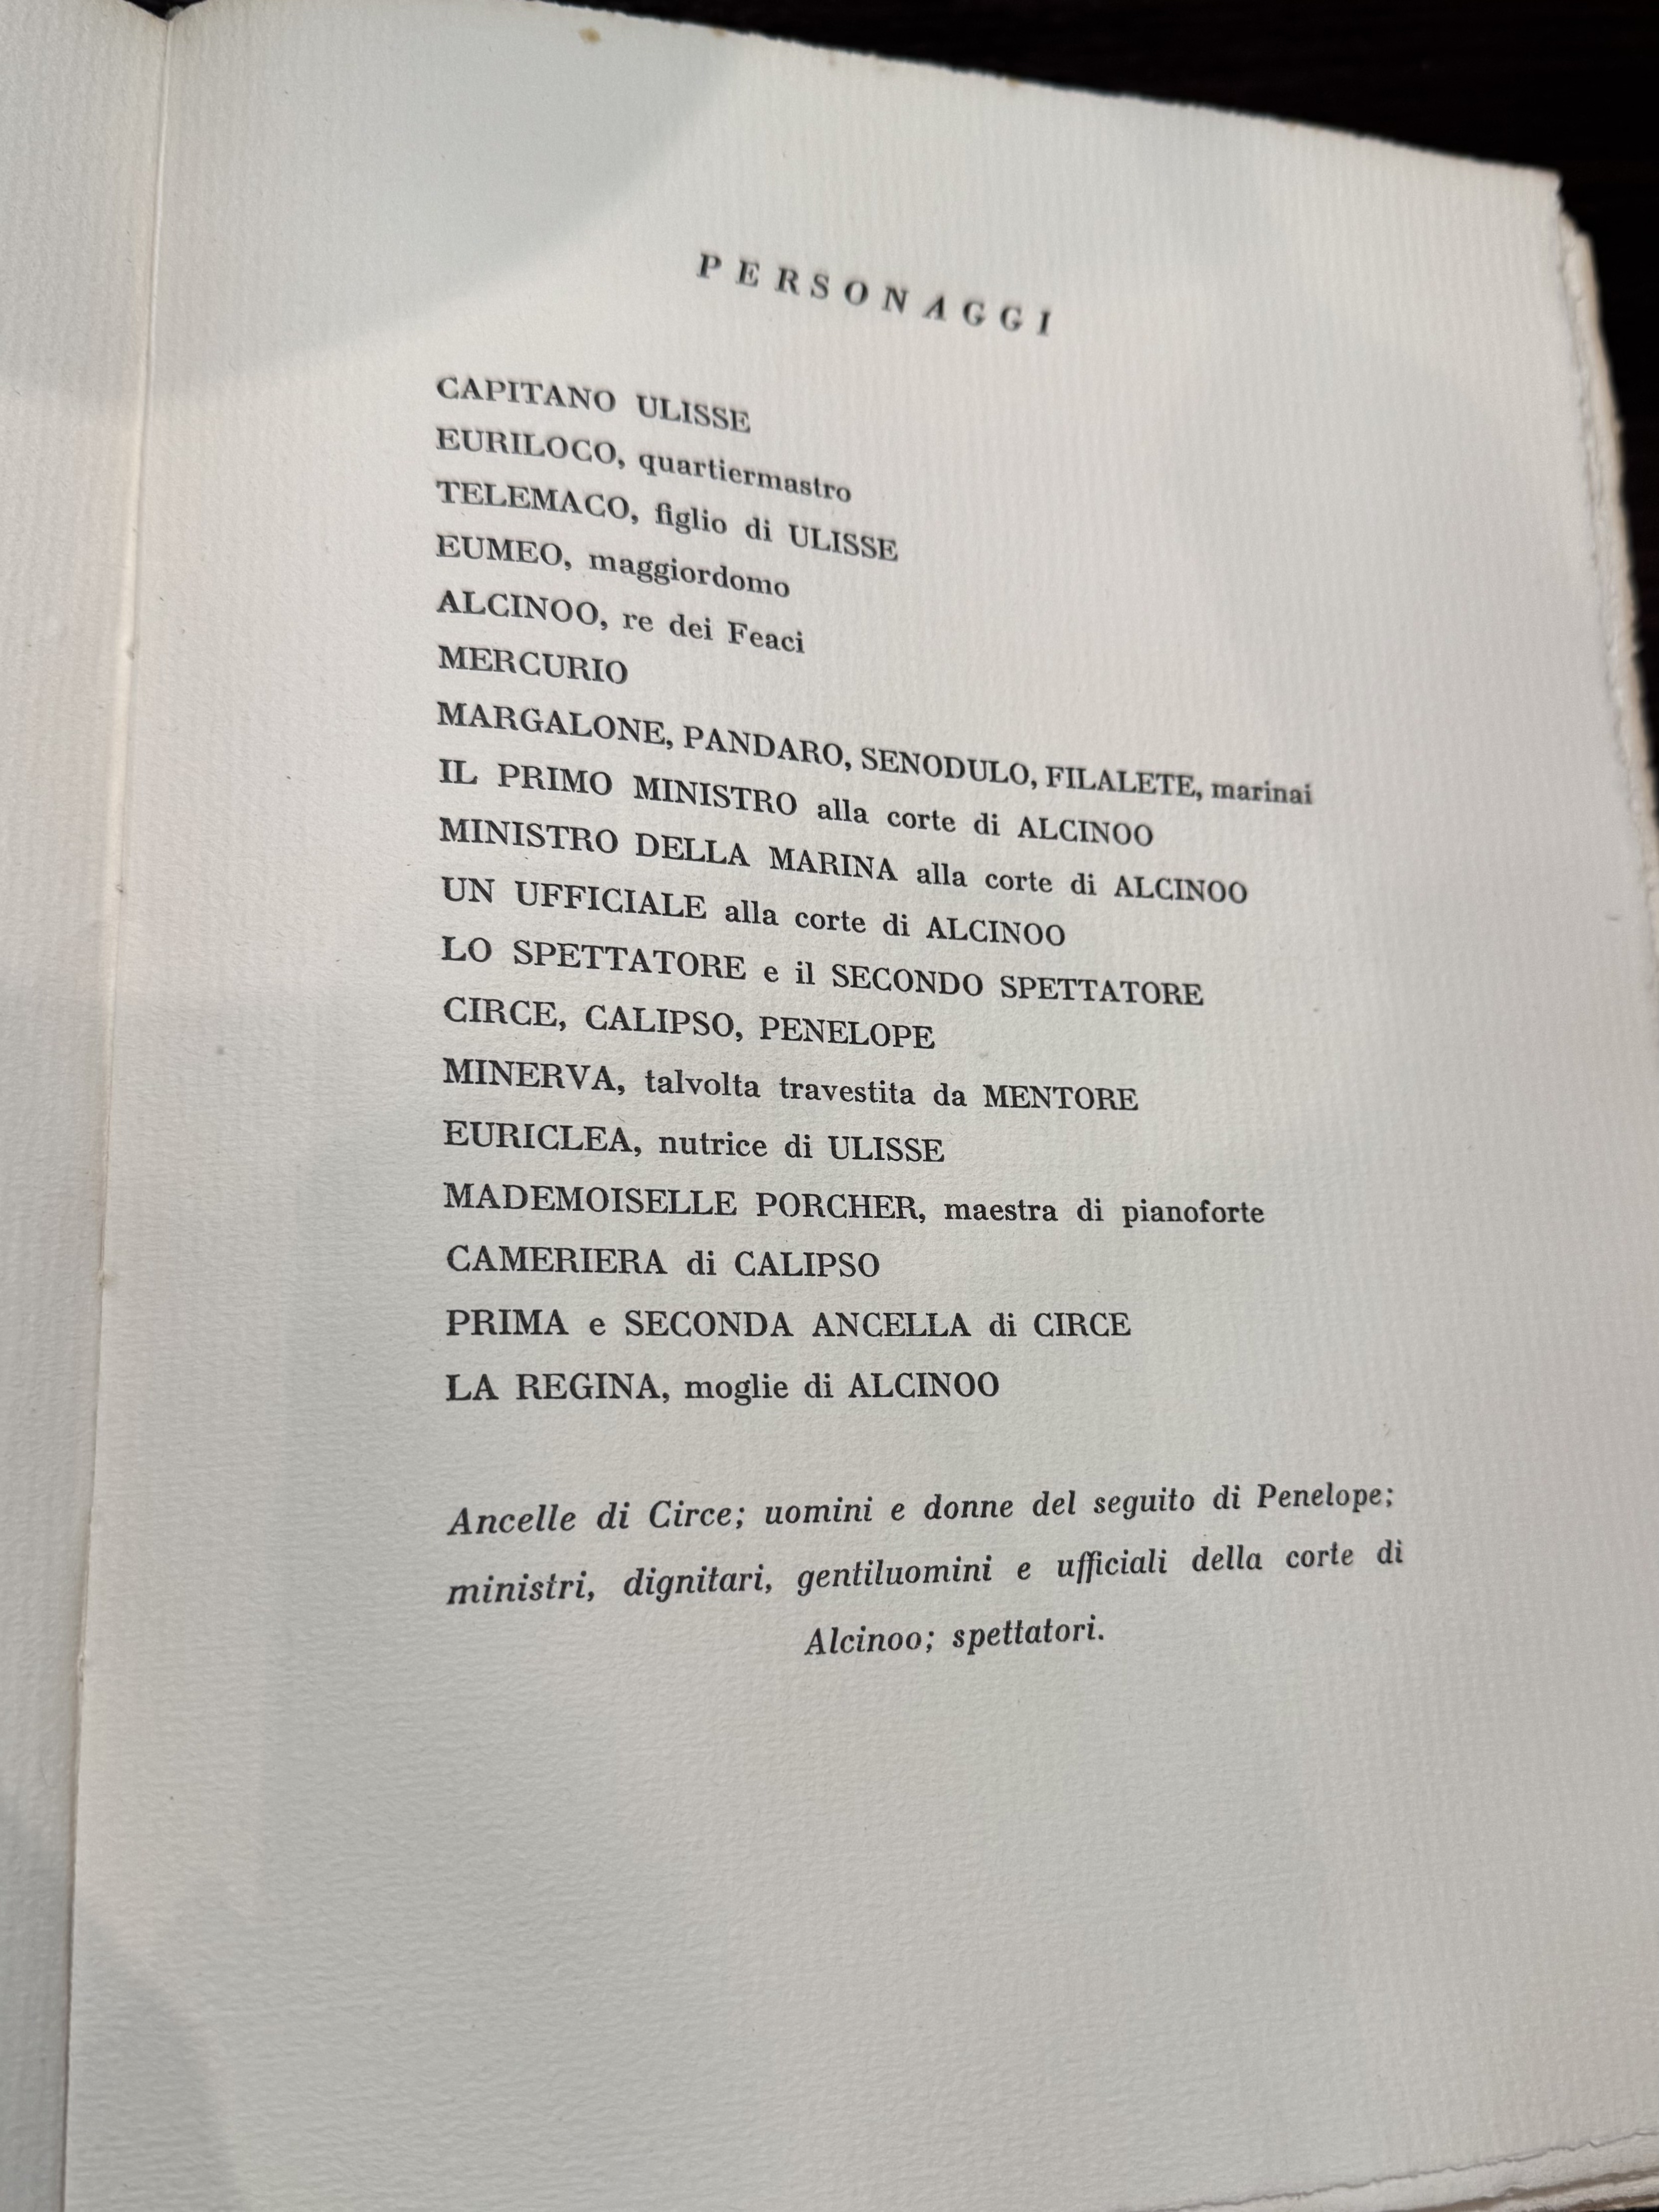 PERSONAGGI
CAPITANO ULISSE
EURILOCO, quartiermastro
TELEMACO, figlio di ULISSE
EUMEO, maggiordomo
ALCINOO, re dei Feaci
MERCURIO
MARGALONE, PANDARO, SENODULO, FILALETE, marinai
IL PRIMO MINISTRO alla corte di ALCINOO
MINISTRO DELLA MARINA alla corte di ALCINOO
UN UFFICIALE alla corte di ALCINOO
LO SPETTATORE e il SECONDO SPETTATORE
CIRCE, CALIPSO, PENELOPE
MINERVA, talvolta travestita da MENTORE
EURICLEA, nutrice di ULISSE
MADEMOISELLE PORCHER, maestra di pianoforte
CAMERIERA di CALIPSO
PRIMA e SECONDA ANCELLA di CIRCE
LA REGINA, moglie di ALCINOO
Ancelle di Circe; uomini e donne del seguito di Penelope;
ministri, dignitari, gentiluomini e ufficiali della corte di
Alcinoo; spettatori.